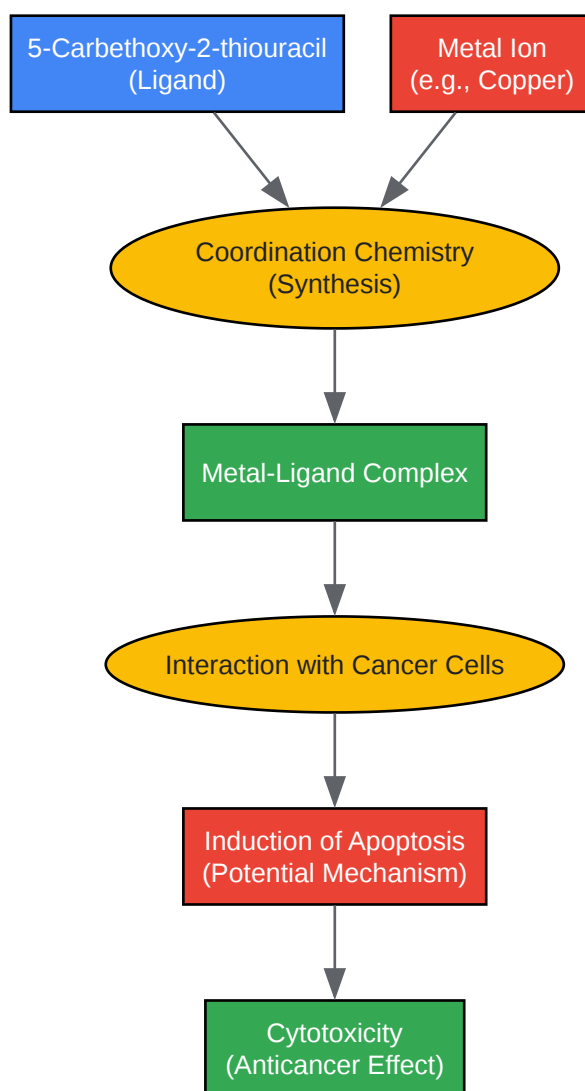 5-Carbethoxy-2-thiouracil
(Ligand)
Metal Ion
(e.g., Copper)
Coordination Chemistry
(Synthesis)
Metal-Ligand Complex
Interaction with Cancer Cells
Induction of Apoptosis
(Potential Mechanism)
Cytotoxicity
(Anticancer Effect)